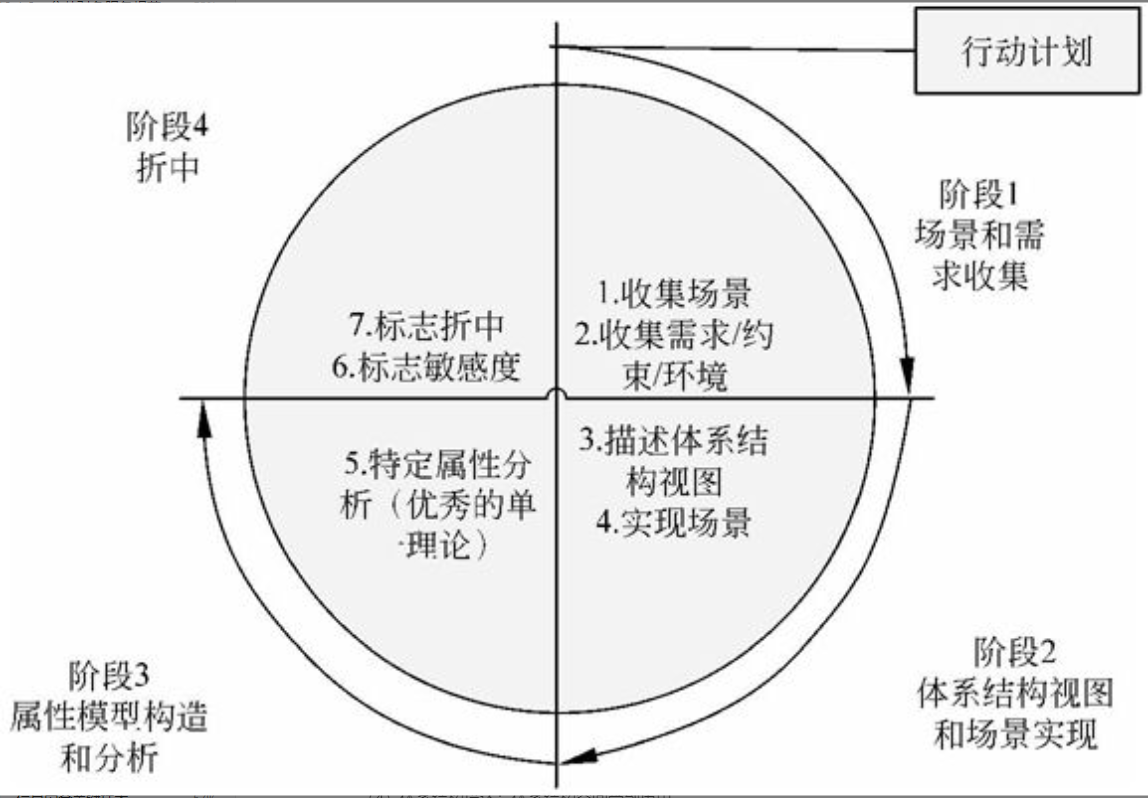 行动计划
阶段4
折中
阶段1
场景和需
求收集
1.收集场景
2.收集需求/约
束/环境
7.标志折中
6.标志敏感度
3.描述体系结
构视图
4.实现场景
5.特定属性分
析（优秀的单
·理论）
阶段3
属性模型构造
和分析
阶段2
体系结构视图
和场景实现